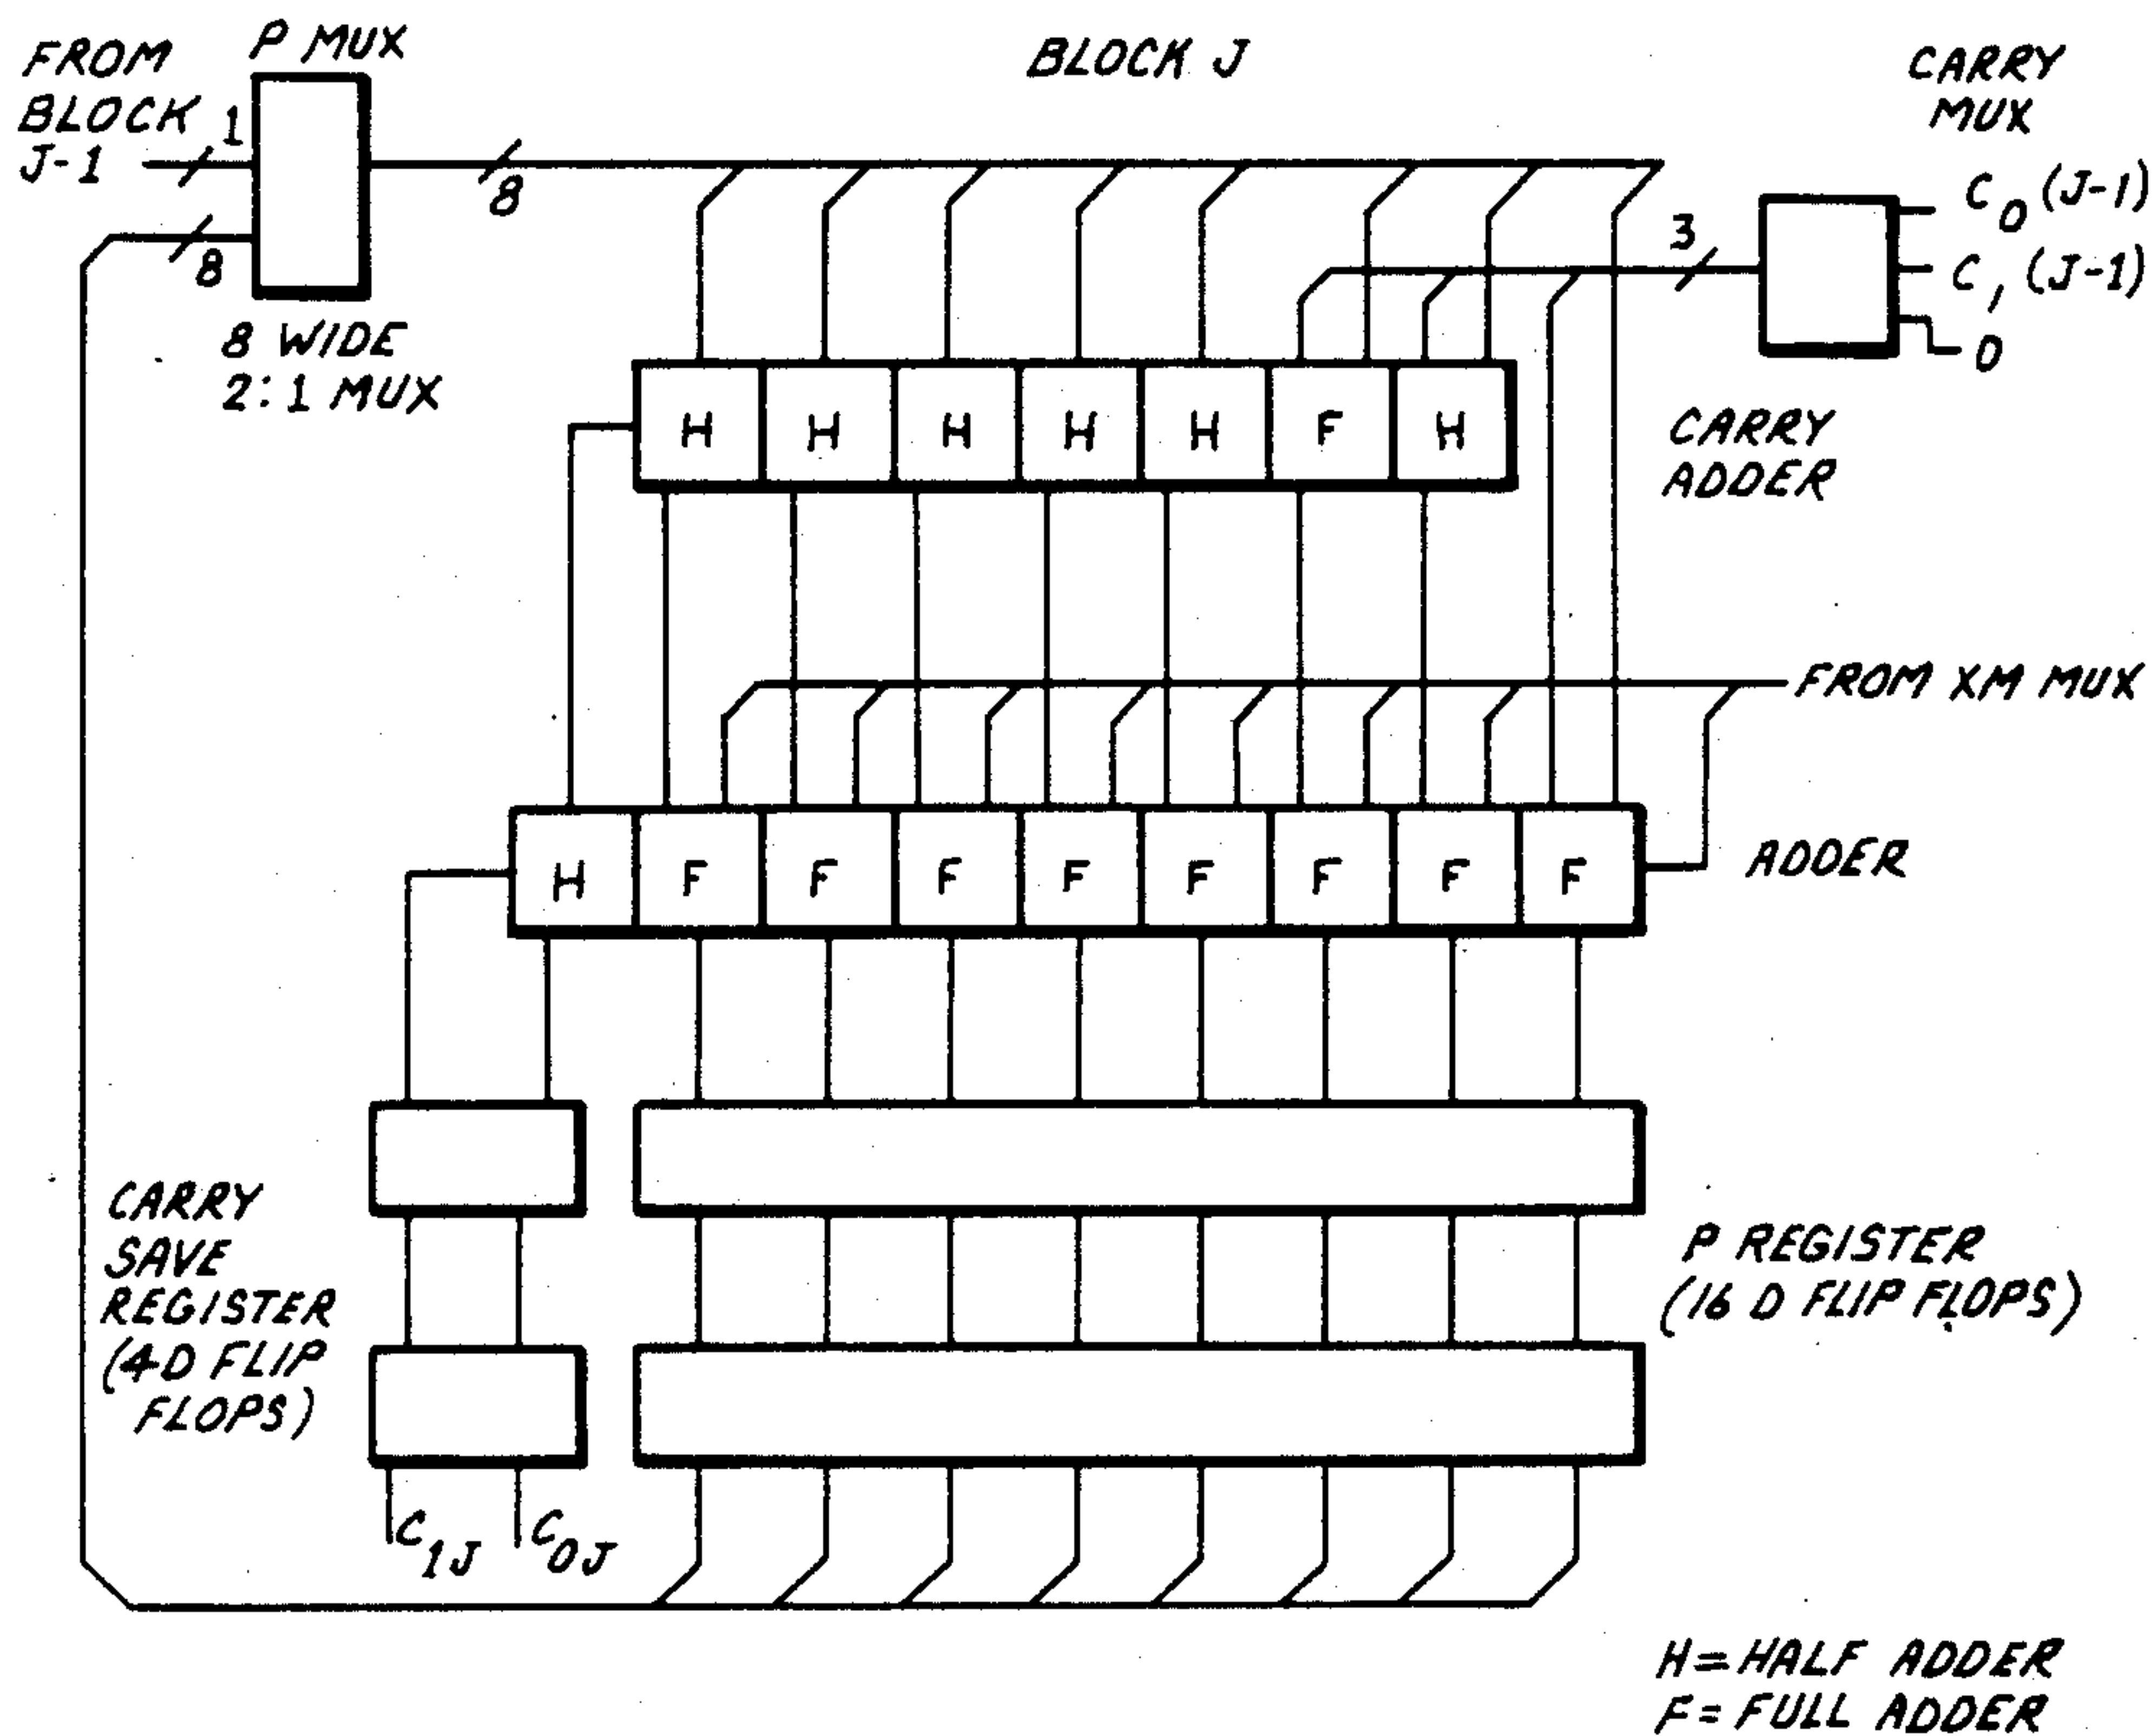 FROM
BLOCK
J-1
1
P MUX
8
8
8 WIDE
2:1 MUX
BLOCK J
CARRY
MUX
3
C0 (J-1)
C1 (J-1)
0
H H H H H F H
CARRY
ADDER
FROM XM MUX
H F F F F F F F F
ADDER
CARRY
SAVE
REGISTER
(4D FLIP
FLOPS)
P REGISTER
(16 D FLIP FLOPS)
C1J C0J
H=HALF ADDER
F=FULL ADDER